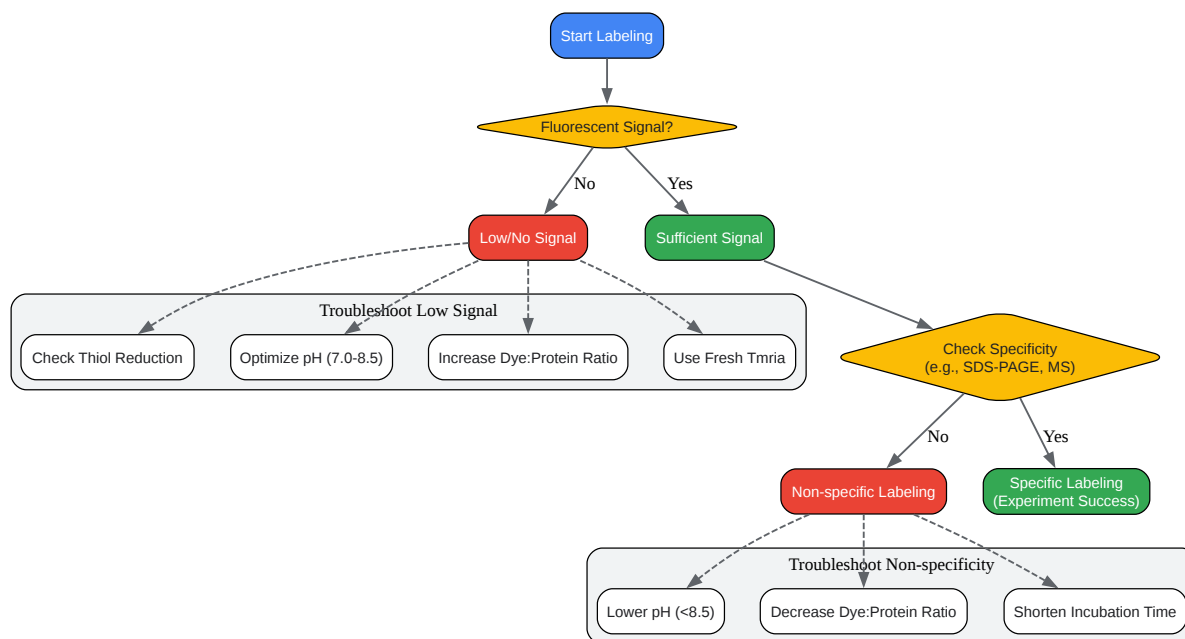 Start Labeling
Fluorescent Signal?
No
Yes
Low/No Signal
Sufficient Signal
Troubleshoot Low Signal
Check Thiol Reduction
Optimize pH (7.0-8.5)
Increase Dye:Protein Ratio
Use Fresh Tmria
Check Specificity
(e.g., SDS-PAGE, MS)
No
Yes
Non-specific Labeling
Specific Labeling
(Experiment Success)
Troubleshoot Non-specificity
Lower pH (<8.5)
Decrease Dye:Protein Ratio
Shorten Incubation Time